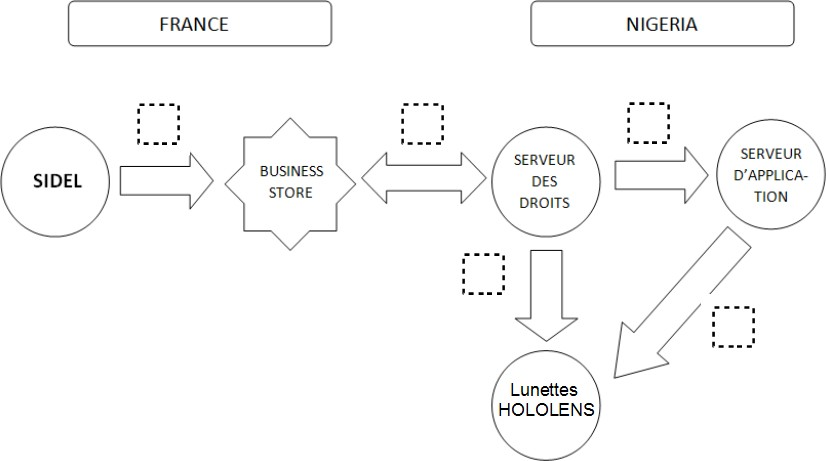 FRANCE
NIGERIA
SIDEL
BUSINESS
STORE
SERVEUR
DES
DROITS
SERVEUR
D'APPLICA-
TION
Lunettes
HOLOLENS